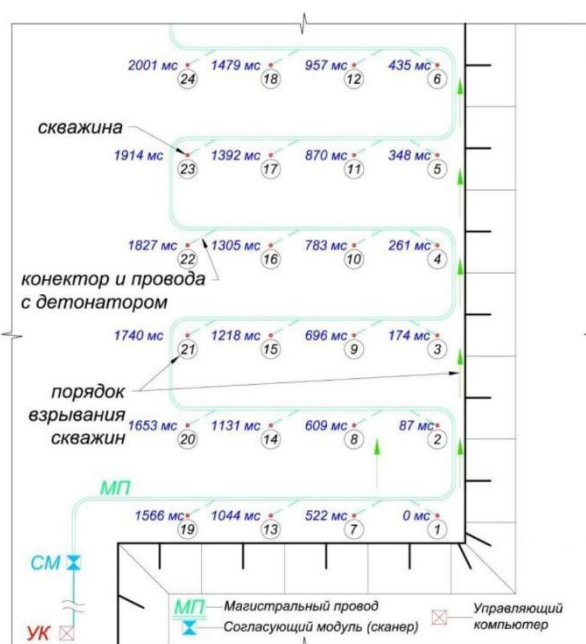 2001 мс 1479 мс 957 мс 435 мс
24 18 12 6
скважина
1914 мс 1392 мс 870 мс 348 мс
23 17 11 5
1827 мс 1305 мс 783 мс 261 мс
22 16 10 4
конектор и провода
с детонатором
1740 мс 1218 мс 696 мс 174 мс
21 15 9 3
порядок
взрывания
скважин
1653 мс 1131 мс 609 мс 87 мс
20 14 8 2
МП
1566 мс 1044 мс 522 мс 0 мс
19 13 7 1
СМ
УК
МП Магистральный провод
Согласующий модуль (сканер)
Управляющий
компьютер